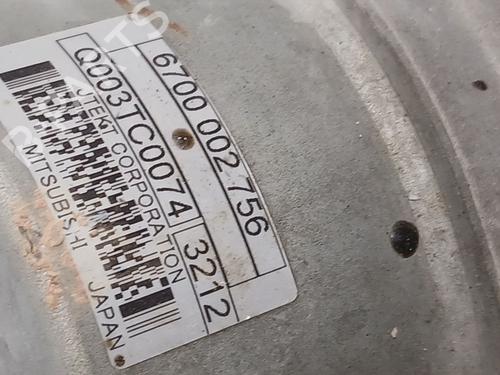 6700 002 756
Q003TC0074 3212
JTEKT CORPORATION
MITSUBISHI JAPAN